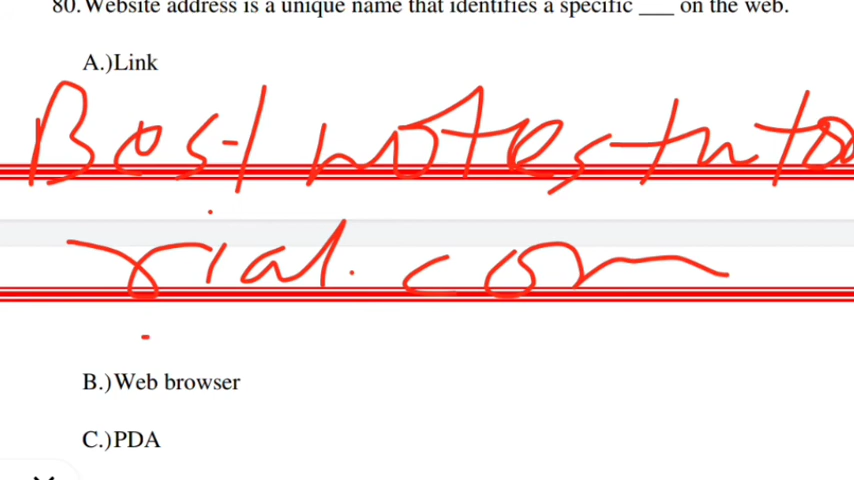 80. Website address is a unique name that identifies a specific ___ on the web.
A.)Link
Best notes tuto
rial.com
B.)Web browser
C.)PDA